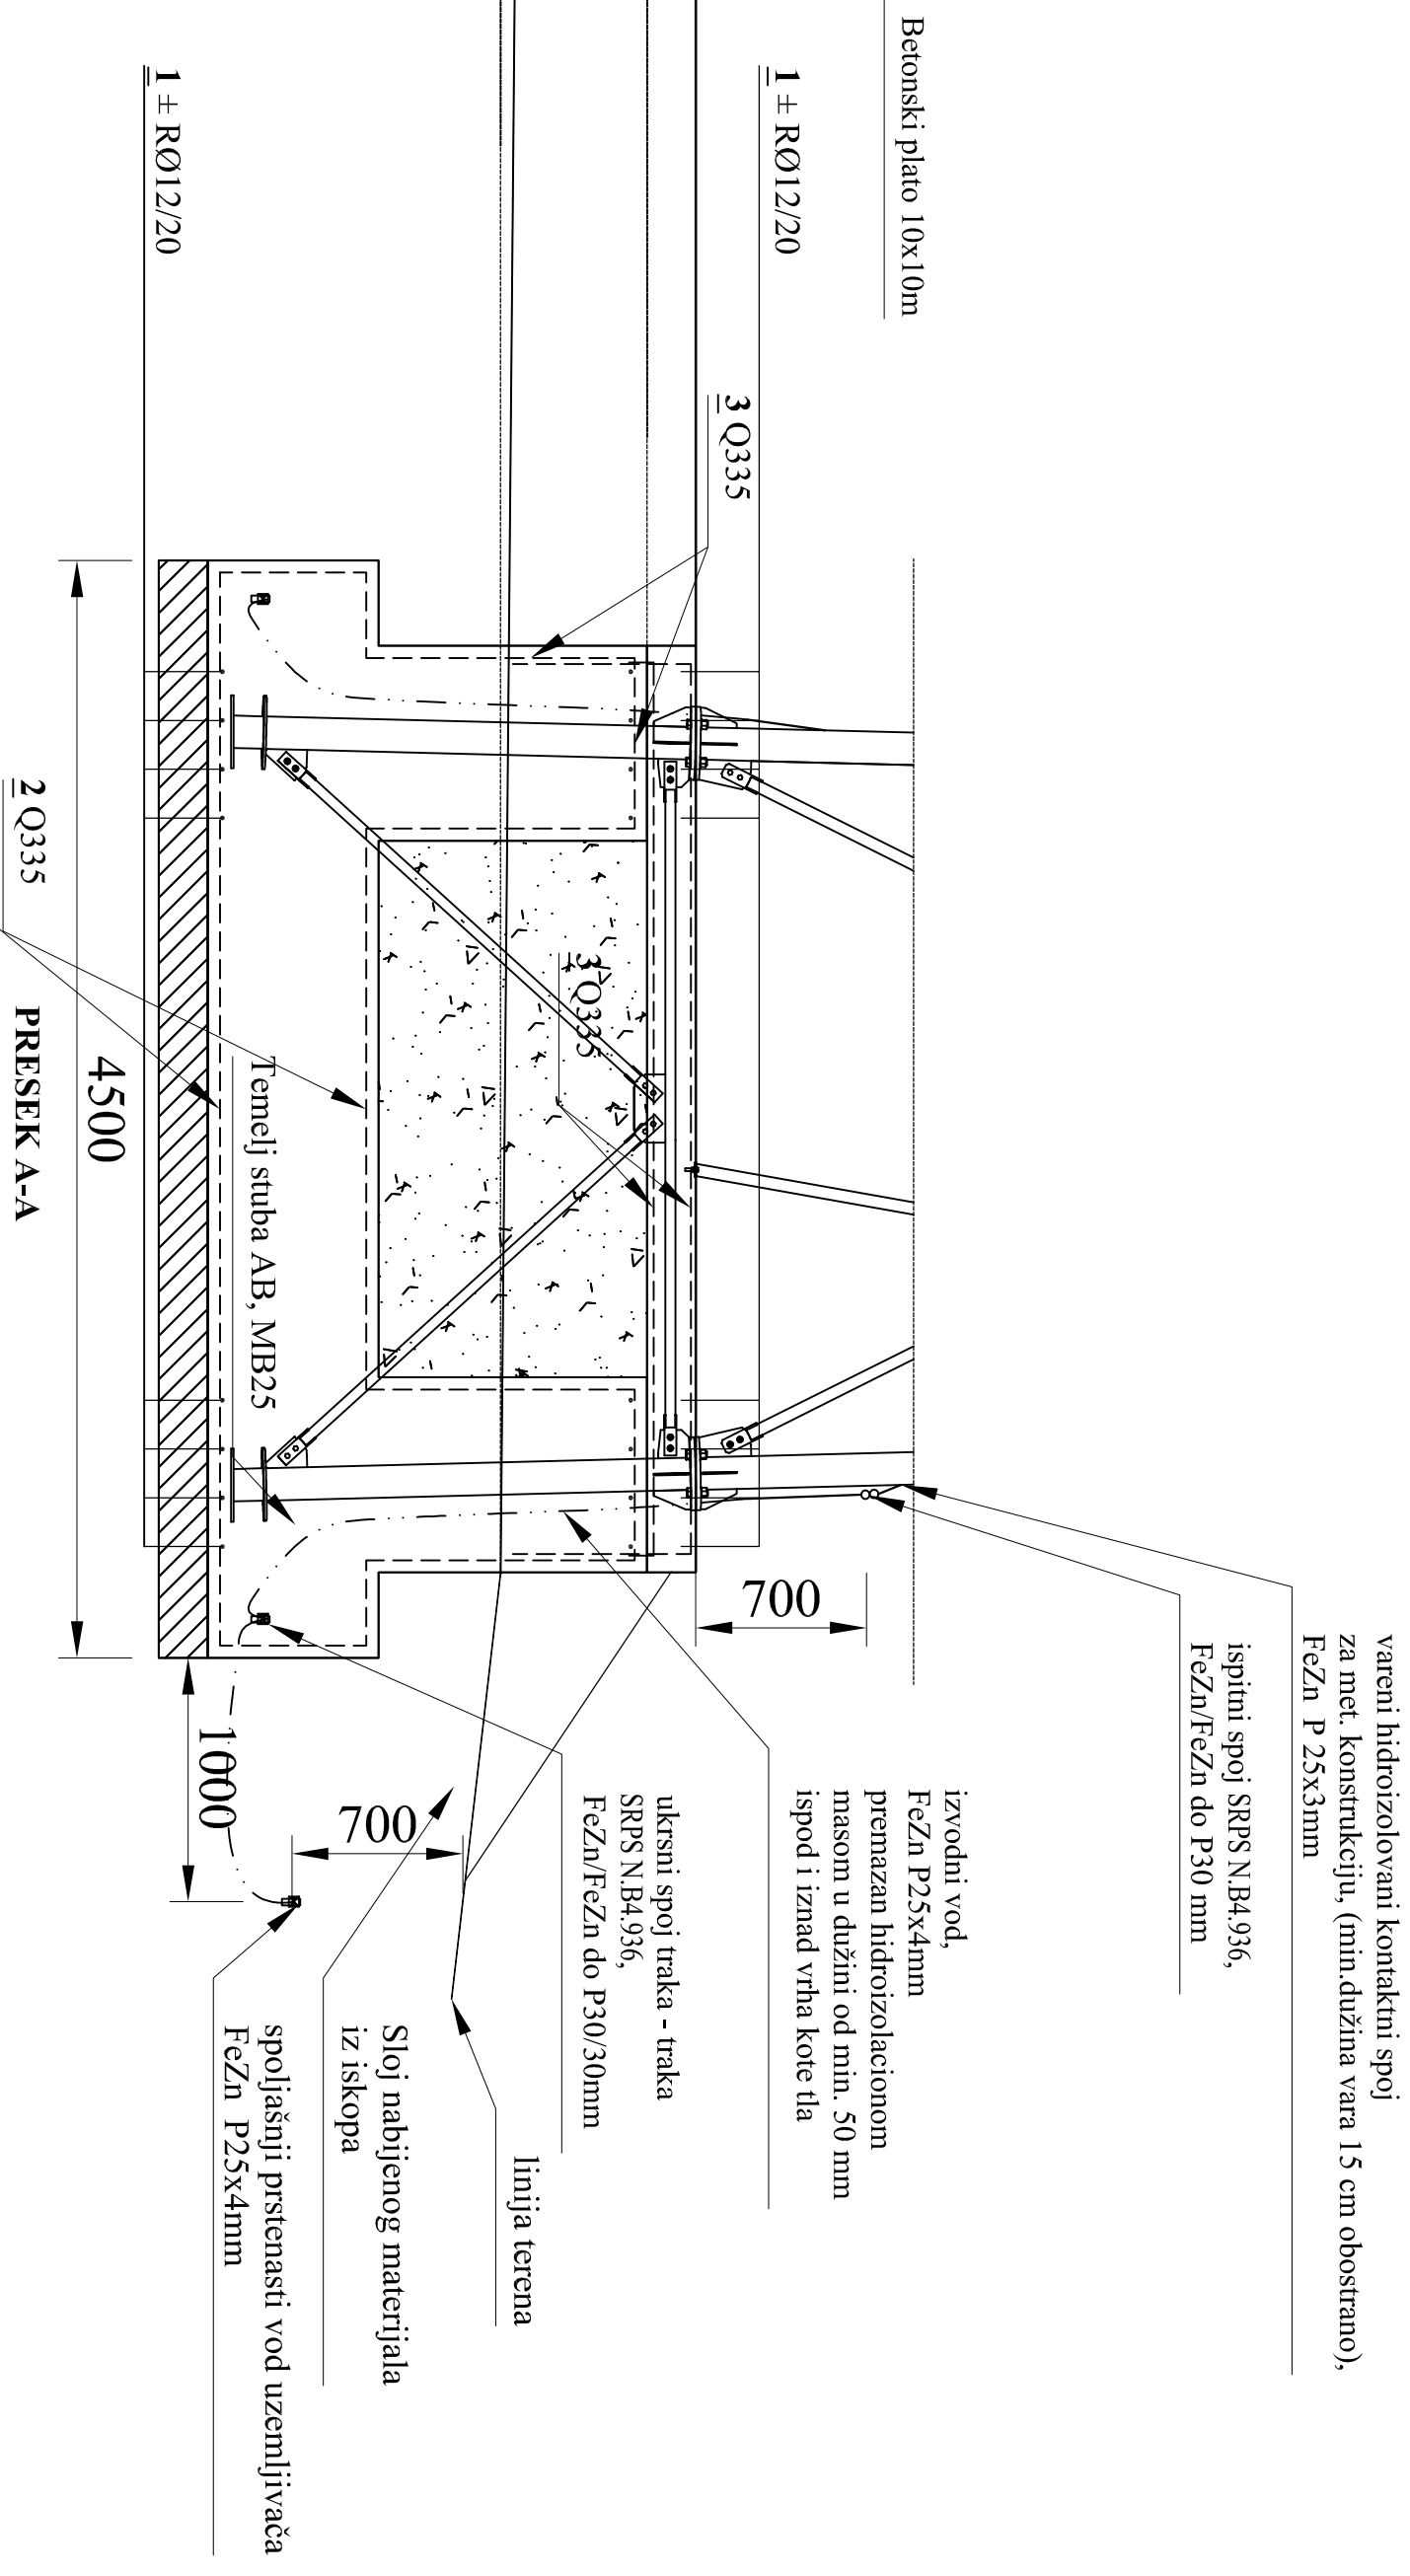 vareni hidroizolovani kontaktni spoj
za met. konstrukciju, (min.dužina vara 15 cm obostrano),
FeZn P 25x3mm
ispitni spoj SRPS N.B4.936,
FeZn/FeZn do P30 mm
Betonski plato 10x10m
izvodni vod,
FeZn P25x4mm
premazan hidroizolacionom
masom u dužini od min. 50 mm
ispod i iznad vrha kote tla
1 ± RØ12/20
700
3 Q335
ukrsni spoj traka - traka
SRPS N.B4.936,
FeZn/FeZn do P30/30mm
3 Q335
linija terena
Sloj nabijenog materijala
iz iskopa
700
spoljašnji prstenasti vod uzemljivača
FeZn P25x4mm
Temelj stuba AB, MB25
1000
1 ± RØ12/20
4500
2 Q335
PRESEK A-A